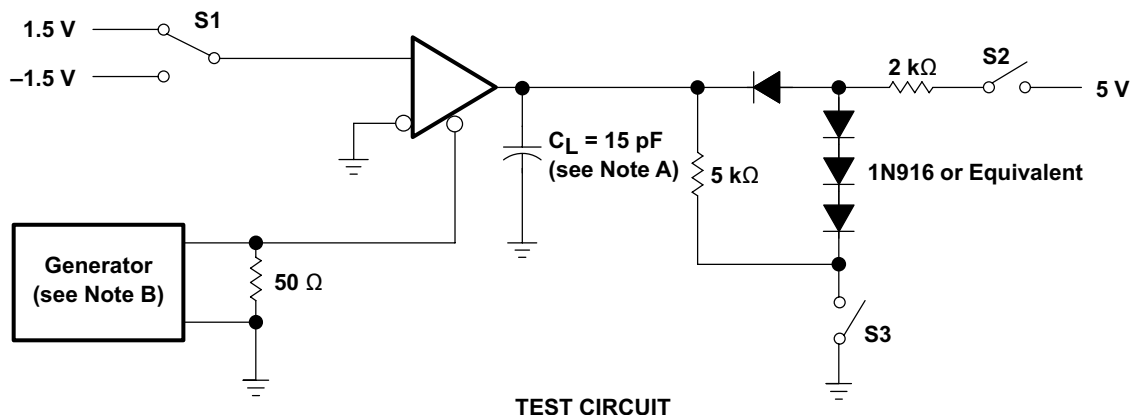 1.5 V
S1
–1.5 V
2 kΩ
S2
5 V
CL = 15 pF
(see Note A)
5 kΩ
1N916 or Equivalent
Generator
(see Note B)
50 Ω
S3
TEST CIRCUIT